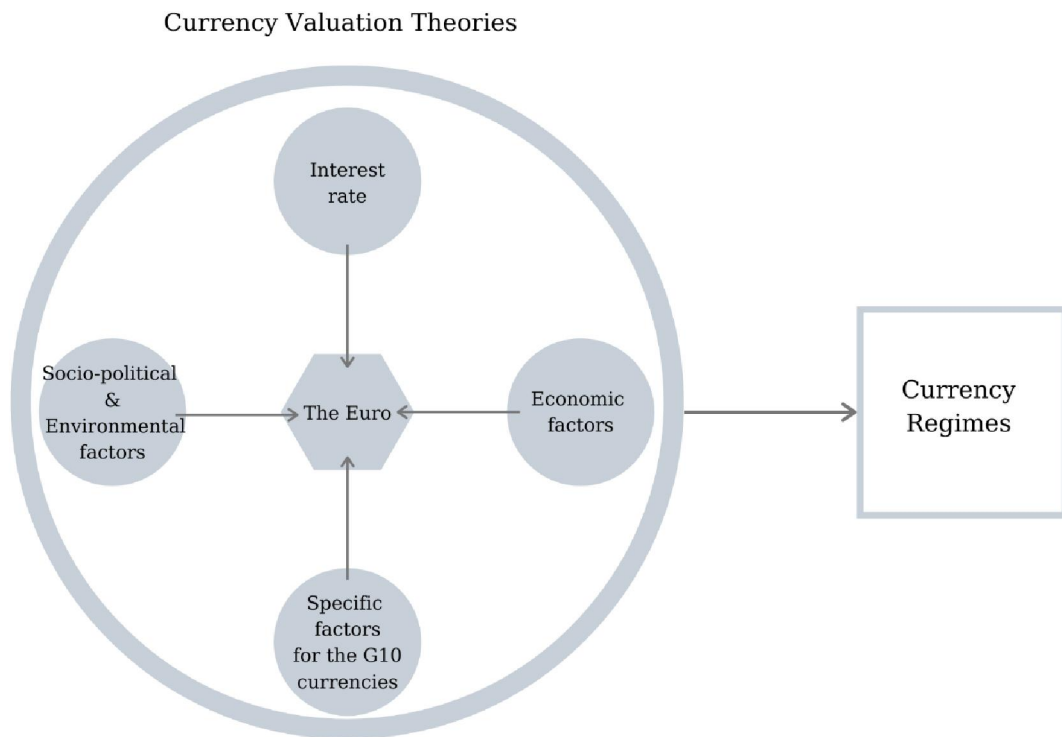 Currency Valuation Theories
Interest
rate
Socio-political
&
Environmental
factors
The Euro
Economic
factors
Currency
Regimes
Specific
factors
for the G10
currencies